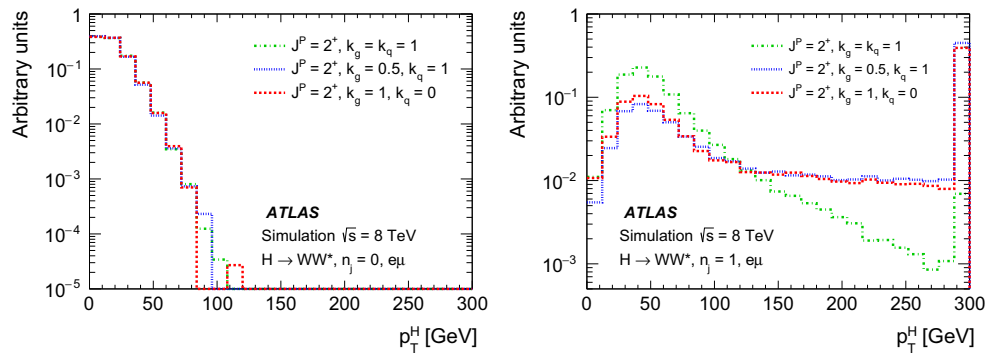 Arbitrary units
1
10⁻¹
10⁻²
10⁻³
10⁻⁴
10⁻⁵
J^P = 2⁺, k_g = k_q = 1
J^P = 2⁺, k_g = 0.5, k_q = 1
J^P = 2⁺, k_g = 1, k_q = 0
ATLAS
Simulation √s = 8 TeV
H → WW*, n_j = 0, eμ
0 50 100 150 200 250 300
p_T^H [GeV]
Arbitrary units
10
1
10⁻¹
10⁻²
10⁻³
J^P = 2⁺, k_g = k_q = 1
J^P = 2⁺, k_g = 0.5, k_q = 1
J^P = 2⁺, k_g = 1, k_q = 0
ATLAS
Simulation √s = 8 TeV
H → WW*, n_j = 1, eμ
0 50 100 150 200 250 300
p_T^H [GeV]